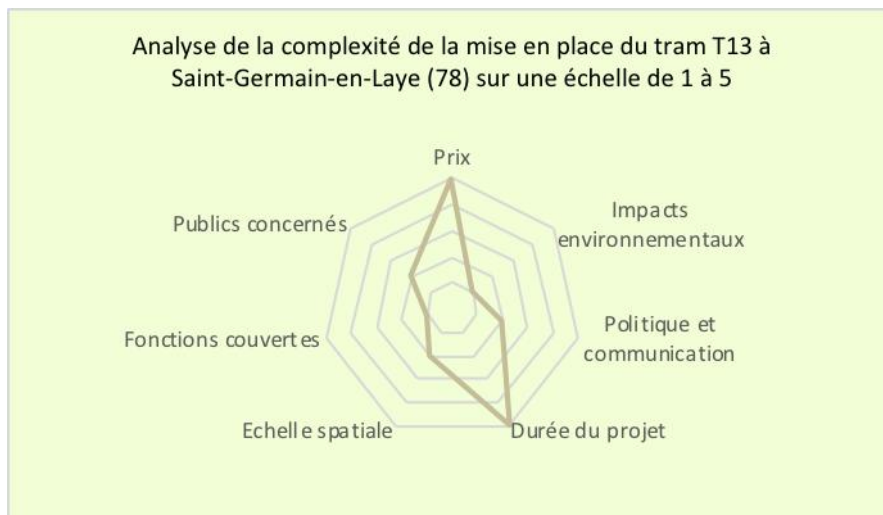 Analyse de la complexité de la mise en place du tram T13 à
Saint-Germain-en-Laye (78) sur une échelle de 1 à 5
Prix
Impacts
environnementaux
Politique et
communication
Durée du projet
Echelle spatiale
Fonctions couvertes
Publics concernés